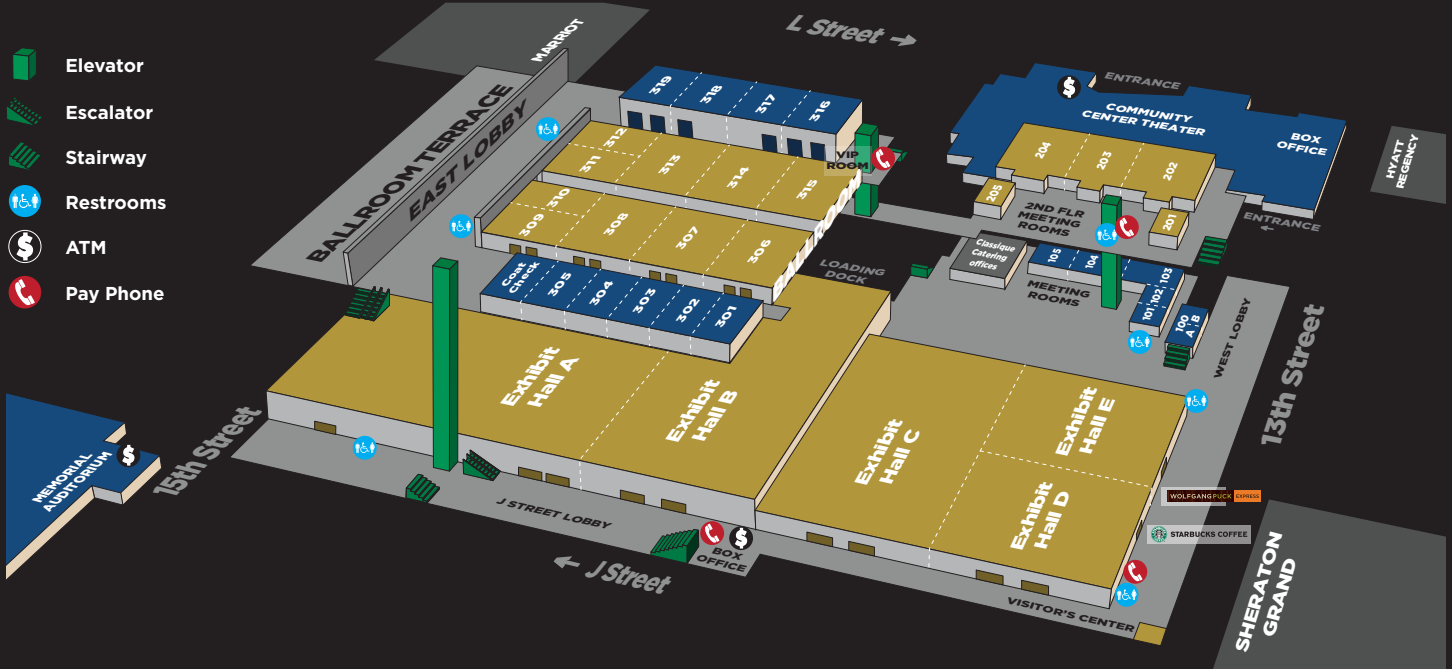 Elevator
Escalator
Stairway
Restrooms
ATM
Pay Phone
MARRIOT
L Street
BALLROOM TERRACE
EAST LOBBY
319
318
317
316
VIP
ROOM
312
311
313
314
315
310
309
308
307
306
BALLROOM
Coat
Check
305
304
303
302
301
LOADING
DOCK
ENTRANCE
COMMUNITY
CENTER THEATER
BOX
OFFICE
HYATT
REGENCY
204
203
202
205
201
2ND FLR
MEETING
ROOMS
ENTRANCE
Classique
Catering
offices
105
104
103
102
101
MEETING
ROOMS
100
A B
WEST LOBBY
13th Street
Exhibit
Hall A
Exhibit
Hall B
Exhibit
Hall C
Exhibit
Hall E
Exhibit
Hall D
MEMORIAL
AUDITORIUM
15th Street
J STREET LOBBY
BOX
OFFICE
J Street
WOLFGANGPUCK EXPRESS
STARBUCKS COFFEE
VISITOR'S CENTER
SHERATON
GRAND